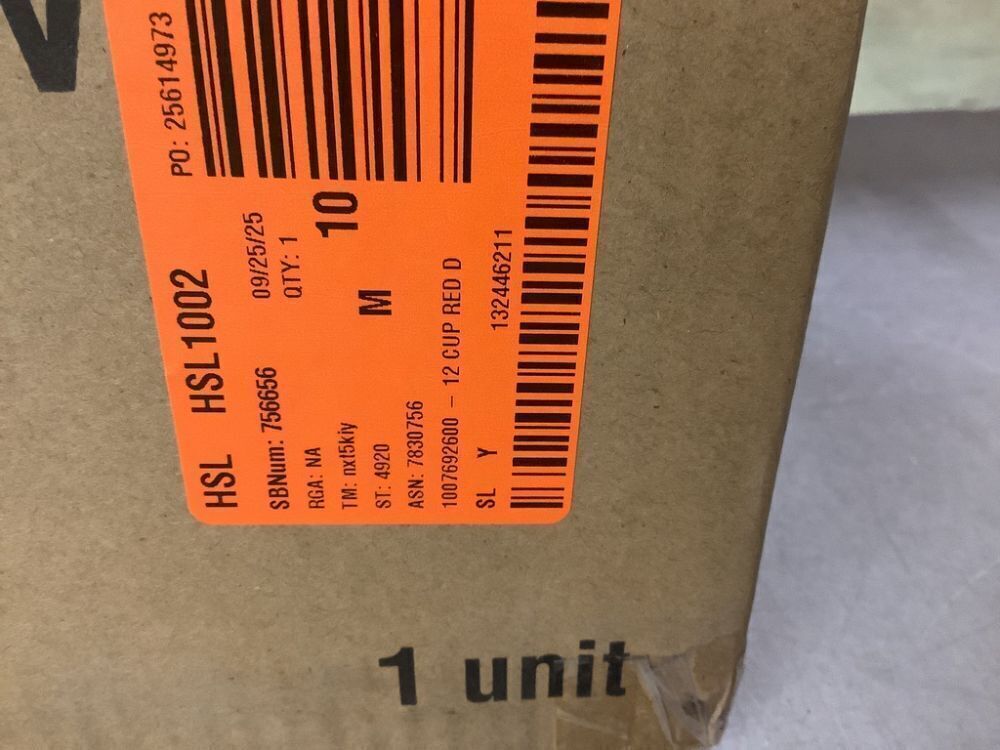 PO: 25614973
HSL HSL1002
SBNum: 756656 09/25/25
RGA: NA QTY: 1
TM: nxt5kiy 10
ST: 4920 M
ASN: 7830756
1007692600 – 12 CUP RED D
SL Y 132446211
1 unit